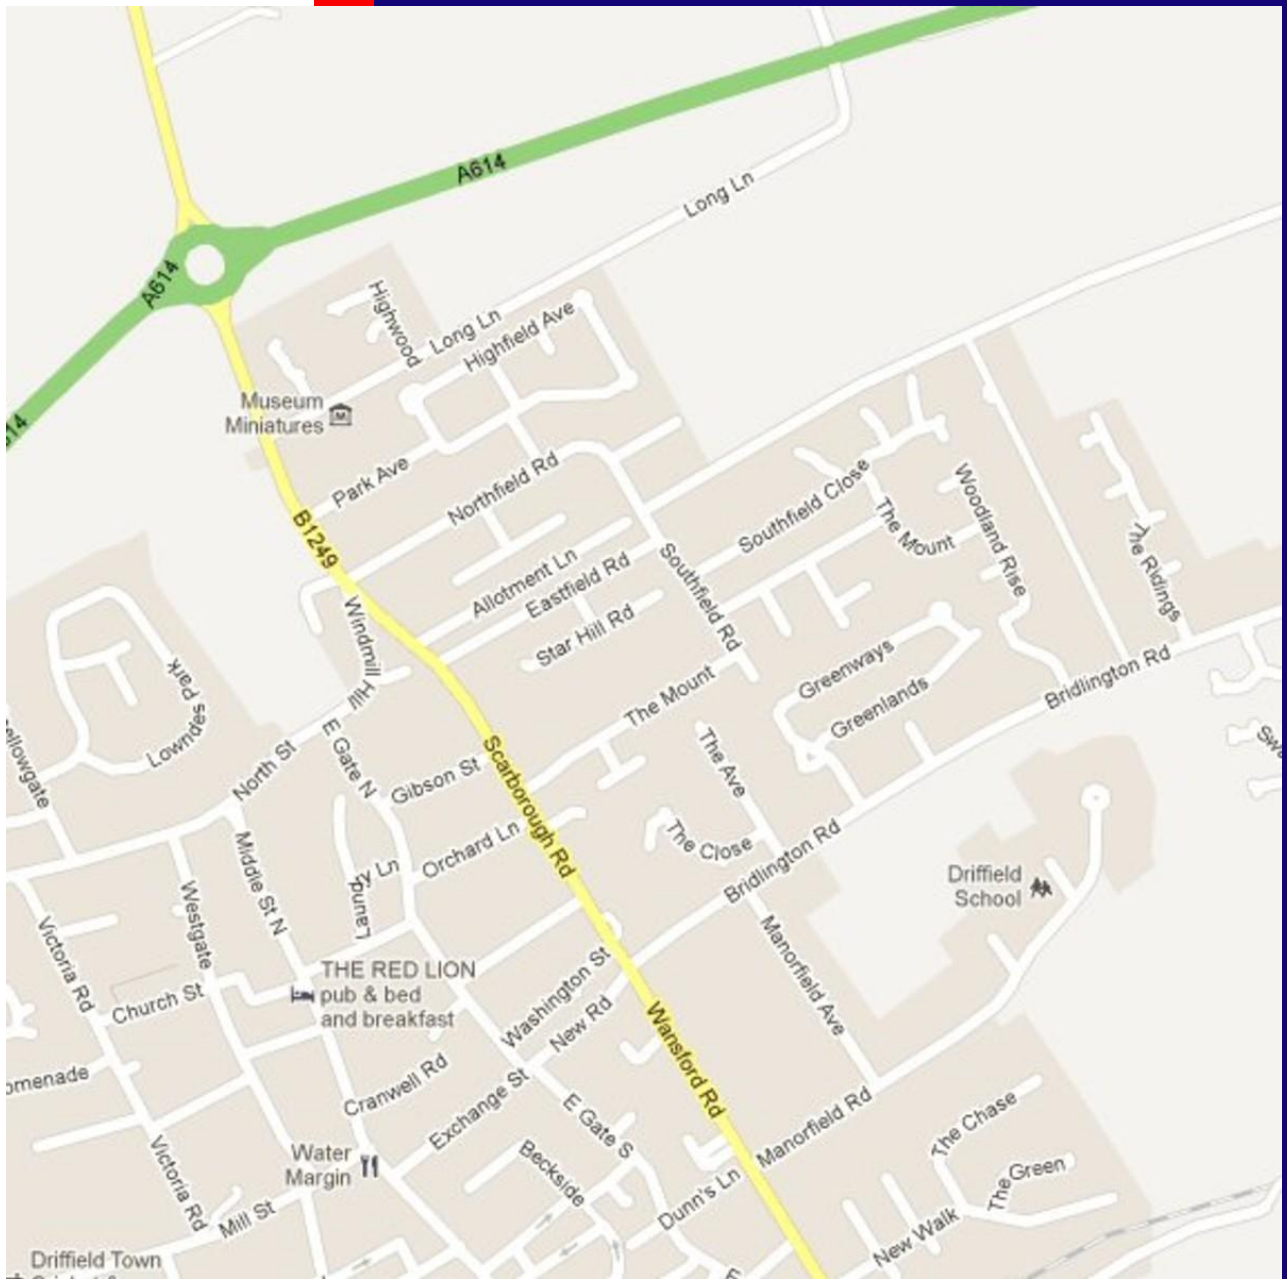 A614
Long Ln
A614
Highwood
Long Ln
Highfield Ave
Museum
Miniatures
Park Ave
Northfield Rd
B1249
Southfield Close
The Mount
Woodland Rise
The Ridings
Allotment Ln
Eastfield Rd
Southfield Rd
Star Hill Rd
Windmill Hill
Lowndes Park
The Mount
Greenways
Greenlands
Bridlington Rd
North St
E Gate N
Gibson St
Scarborough Rd
The Ave
Orchard Ln
The Close
Bridlington Rd
Middle St N
Westgate
Driffield
School
Victoria Rd
Church St
THE RED LION
pub & bed
and breakfast
Washington St
New Rd
Manorfield Ave
Wansford Rd
Cranwell Rd
Exchange St
E Gate S
Manorfield Rd
The Chase
The Green
Water
Margin
Beckside
Dunn's Ln
New Walk
Victoria Rd
Mill St
Driffield Town